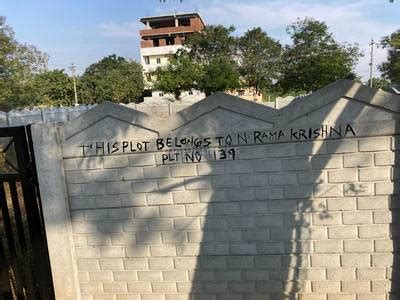 THIS PLOT BELONGS TO N. RAMA KRISHNA
PLT NO 139